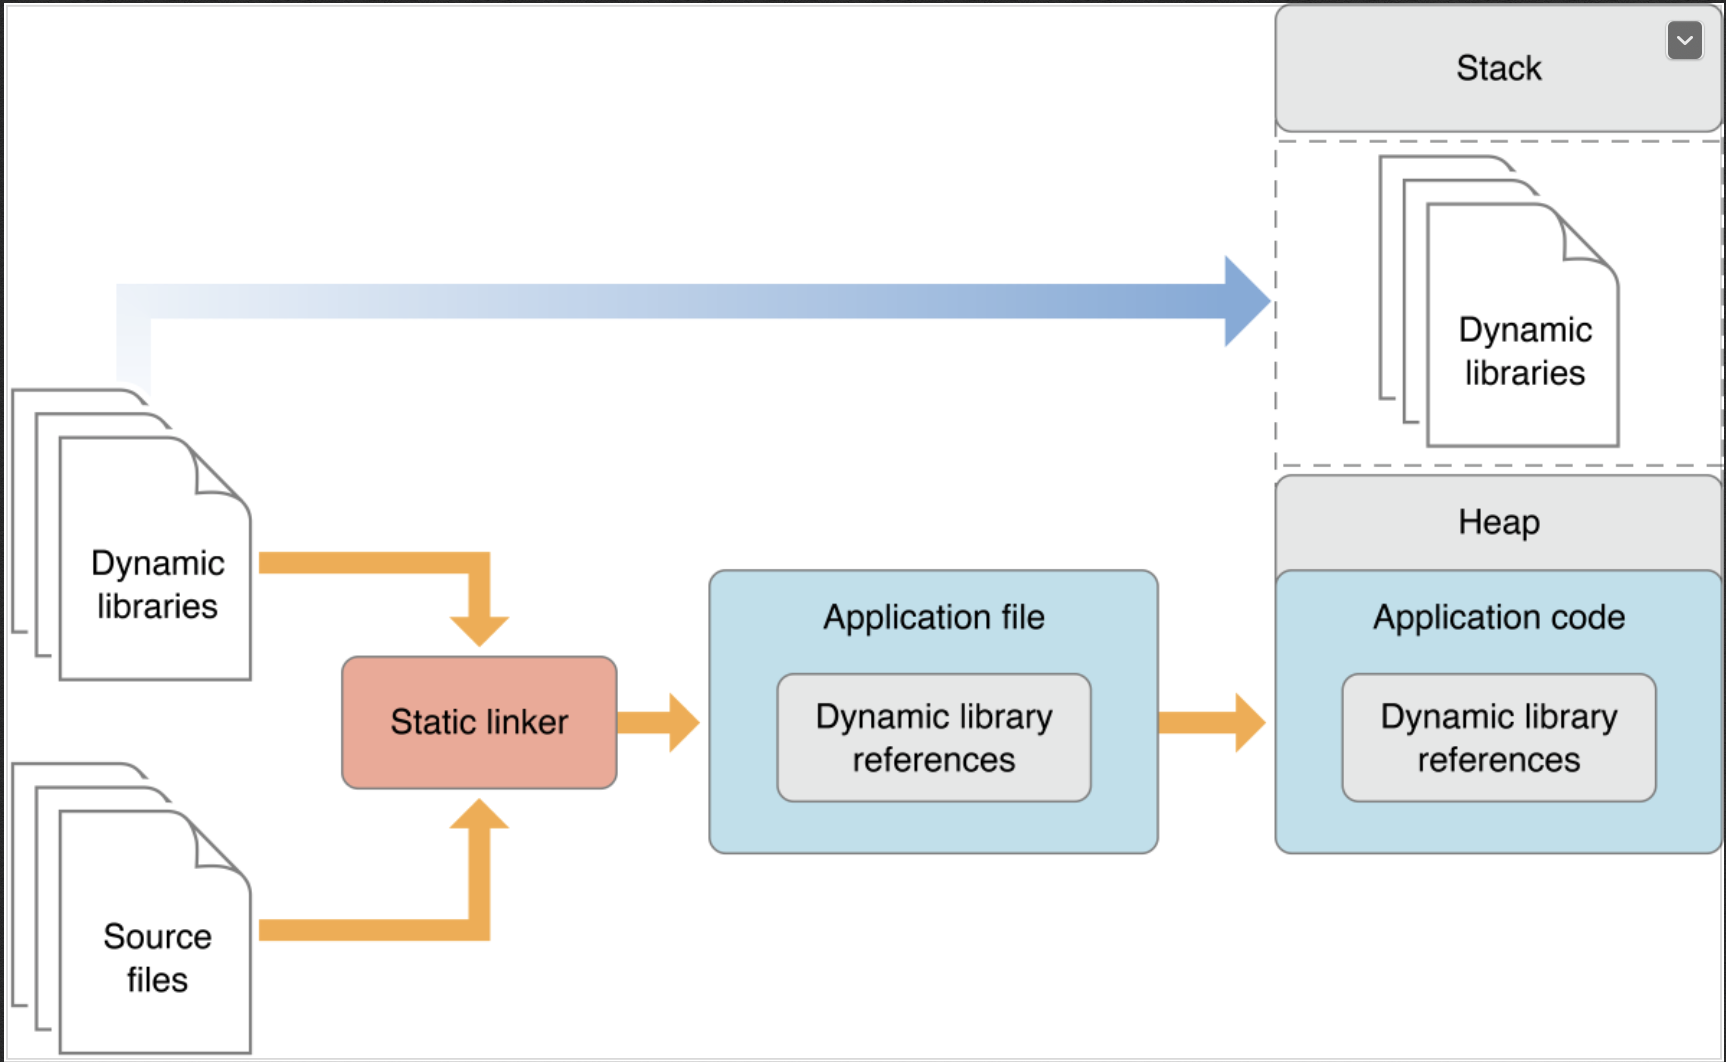 Stack
Dynamic
libraries
Dynamic
libraries
Heap
Application file
Application code
Static linker
Dynamic library
references
Dynamic library
references
Source
files